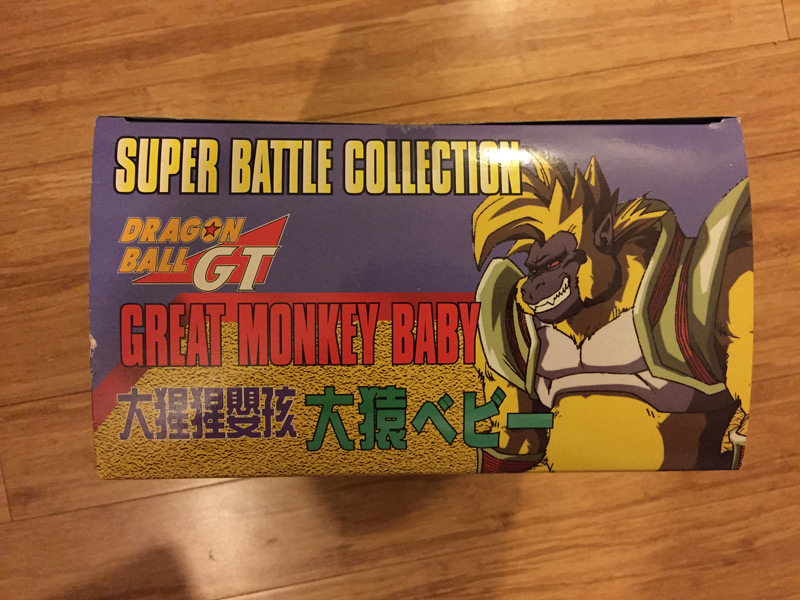 SUPER BATTLE COLLECTION
DRAGON
BALL GT
GREAT MONKEY BABY
大猩猩嬰孩 大猿ベビー